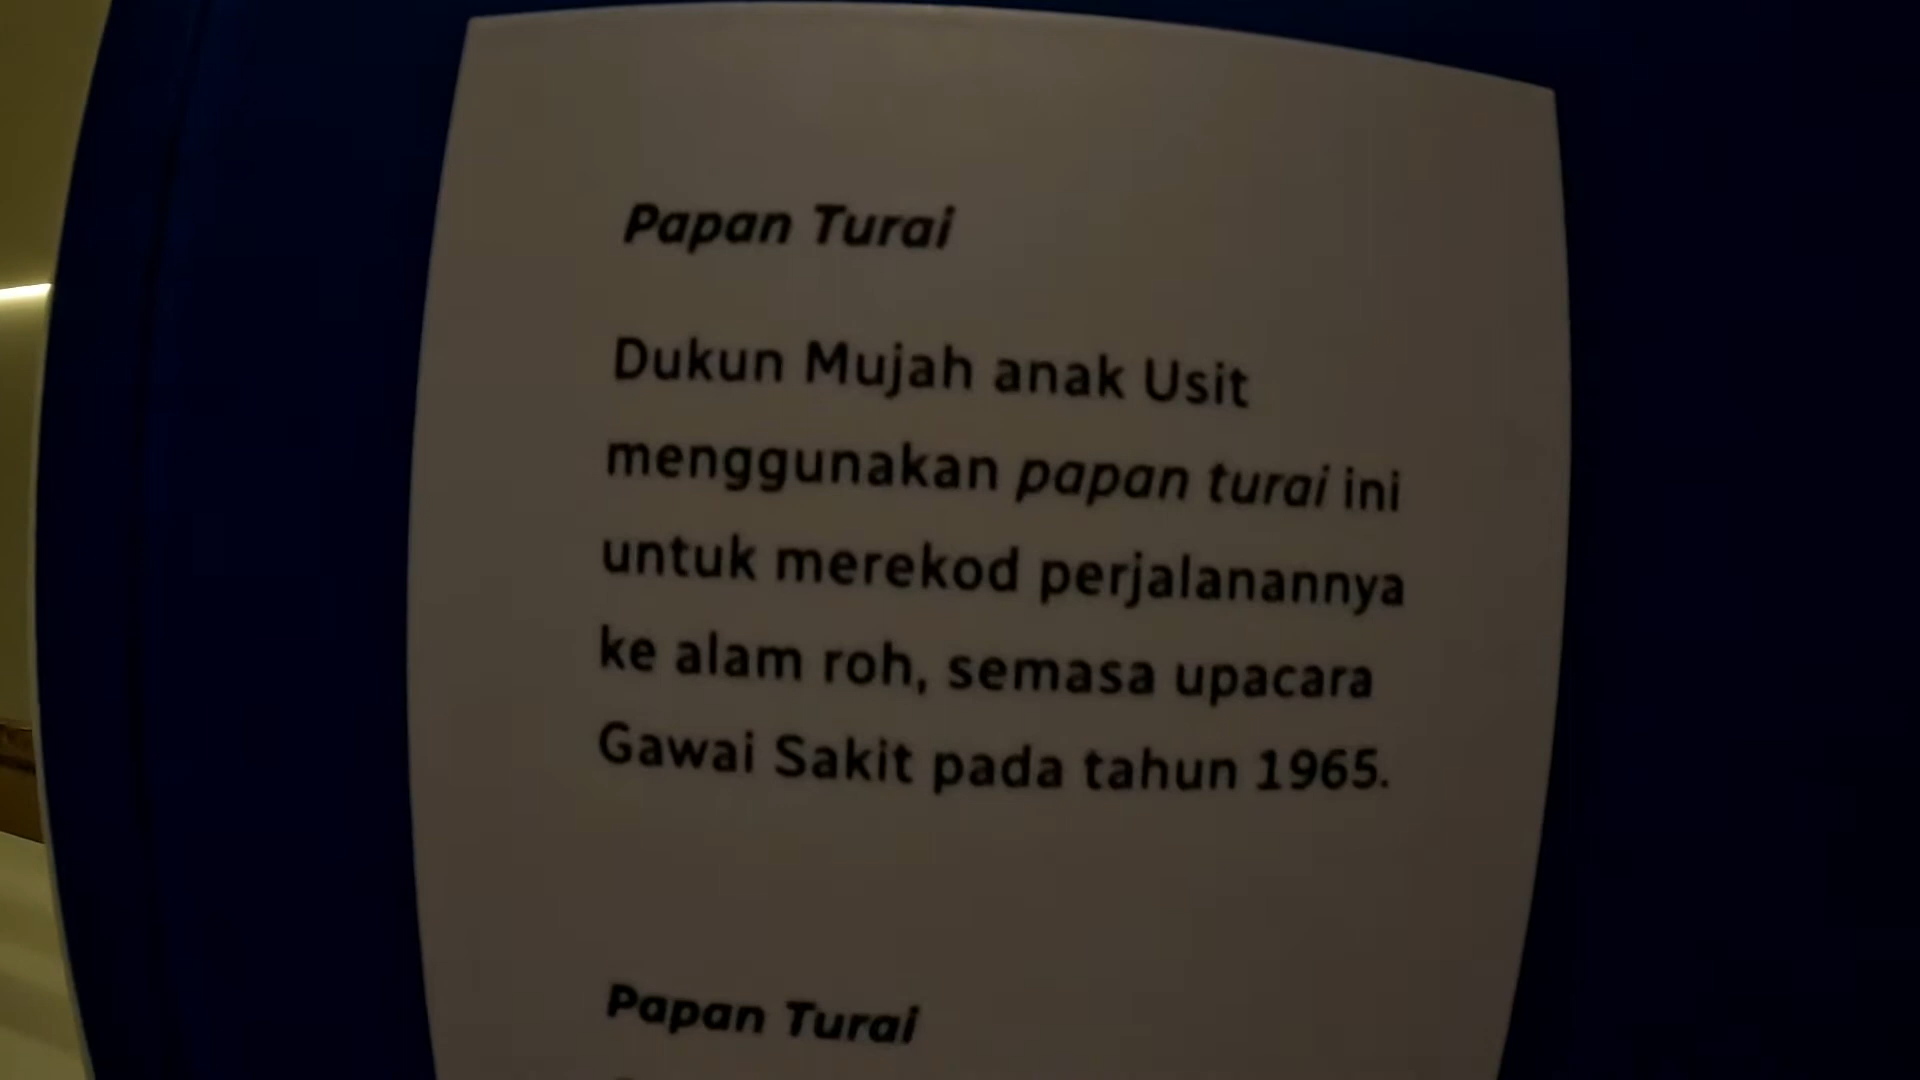 Papan Turai
Dukun Mujah anak Usit
menggunakan papan turai ini
untuk merekod perjalanannya
ke alam roh, semasa upacara
Gawai Sakit pada tahun 1965.
Papan Turai